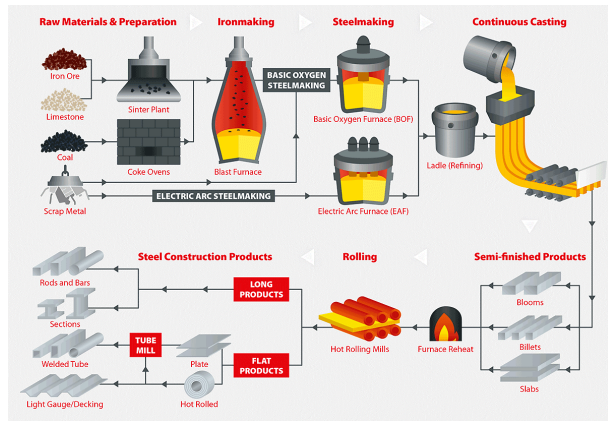 Raw Materials & Preparation
Ironmaking
Steelmaking
Continuous Casting
Iron Ore
Limestone
Coal
Scrap Metal
Sinter Plant
Coke Ovens
Blast Furnace
BASIC OXYGEN
STEELMAKING
ELECTRIC ARC STEELMAKING
Basic Oxygen Furnace (BOF)
Electric Arc Furnace (EAF)
Ladle (Refining)
Steel Construction Products
Rolling
Semi-finished Products
Rods and Bars
Sections
Welded Tube
Light Gauge/Decking
TUBE
MILL
Plate
Hot Rolled
LONG
PRODUCTS
FLAT
PRODUCTS
Hot Rolling Mills
Furnace Reheat
Blooms
Billets
Slabs